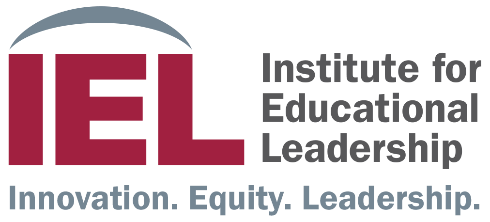 IEL
Institute for
Educational
Leadership
Innovation. Equity. Leadership.